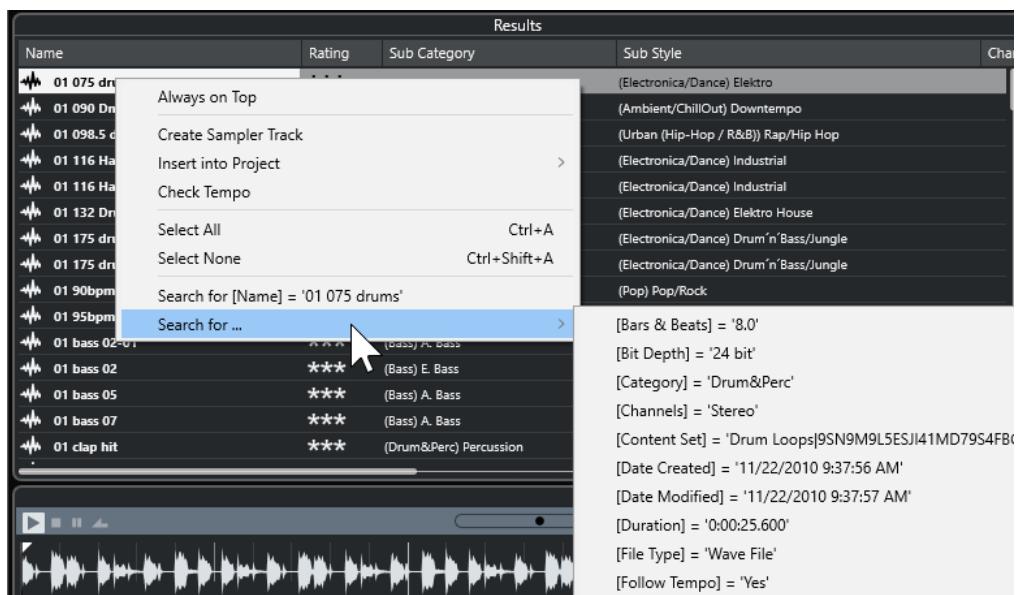 Results
Name Rating Sub Category Sub Style
01 075 (Electronica/Dance) Elektro
01 090 (Ambient/ChillOut) Downtempo
01 098.5 (Urban (Hip-Hop / R&B)) Rap/Hip Hop
01 116 (Electronica/Dance) Industrial
01 116 (Electronica/Dance) Industrial
01 132 (Electronica/Dance) Elektro House
01 175 (Electronica/Dance) Drum´n´Bass/Jungle
01 175 (Electronica/Dance) Drum´n´Bass/Jungle
01 90bpm (Pop) Pop/Rock
01 95bpm
01 bass 02-01 (Bass) A. Bass
01 bass 02 *** (Bass) E. Bass
01 bass 05 *** (Bass) A. Bass
01 bass 07 *** (Bass) A. Bass
01 clap hit *** (Drum&Perc) Percussion
Always on Top
Create Sampler Track
Insert into Project
Check Tempo
Select All Ctrl+A
Select None Ctrl+Shift+A
Search for [Name] = '01 075 drums'
Search for ...
[Bars & Beats] = '8.0'
[Bit Depth] = '24 bit'
[Category] = 'Drum&Perc'
[Channels] = 'Stereo'
[Content Set] = 'Drum Loops|
[Date Created] = '11/22/2010 9:37:56 AM'
[Date Modified] = '11/22/2010 9:37:57 AM'
[Duration] = '0:00:25.600'
[File Type] = 'Wave File'
[Follow Tempo] = 'Yes'